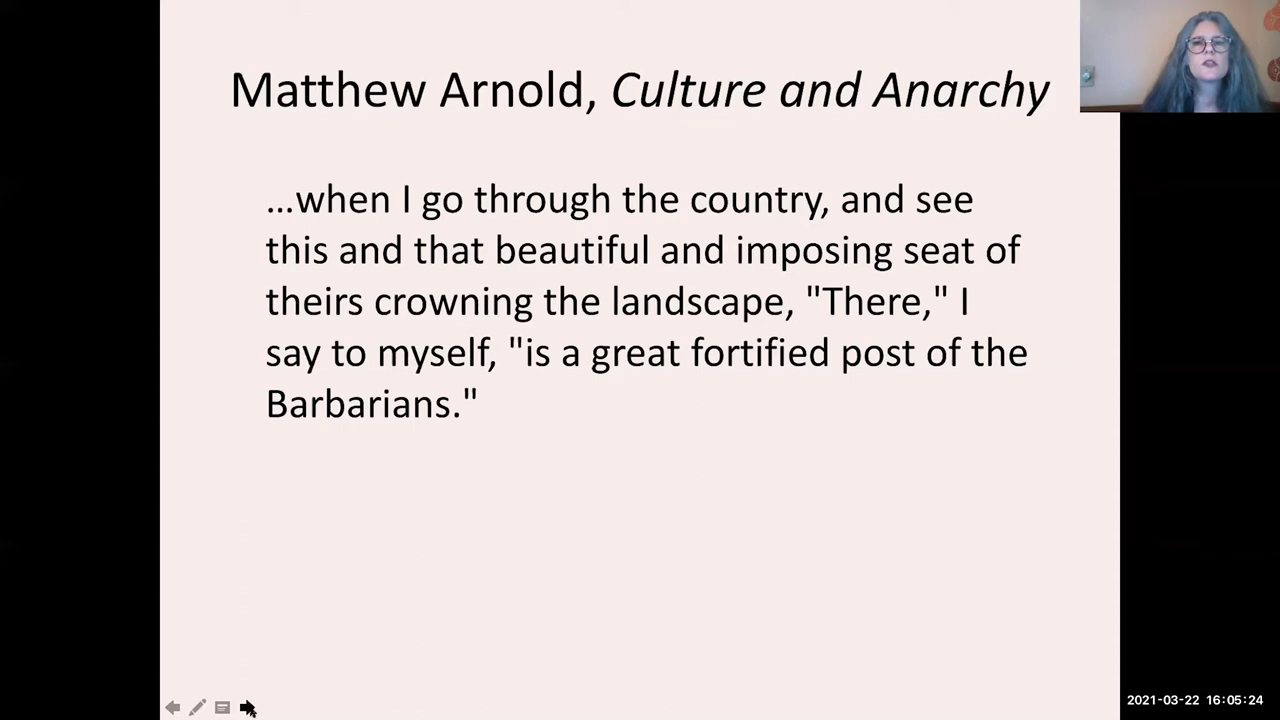 Matthew Arnold, Culture and Anarchy
…when I go through the country, and see
this and that beautiful and imposing seat of
theirs crowning the landscape, "There," I
say to myself, "is a great fortified post of the
Barbarians."
2021-03-22 16:05:24